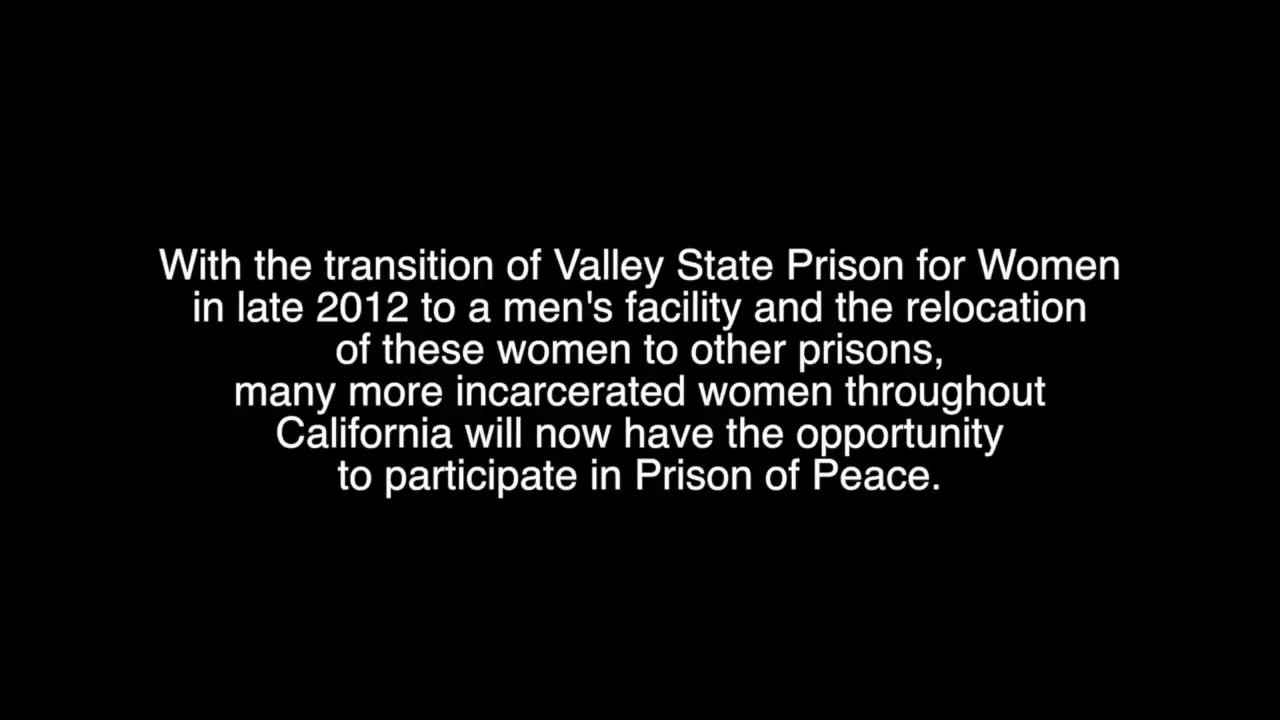 With the transition of Valley State Prison for Women
in late 2012 to a men's facility and the relocation
of these women to other prisons,
many more incarcerated women throughout
California will now have the opportunity
to participate in Prison of Peace.